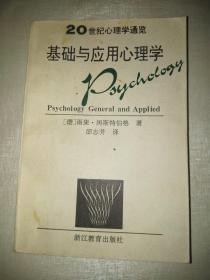 20世纪心理学通览
基础与应用心理学
Psychology
Psychology General and Applied
[德]雨果·闵斯特伯格 著
邵志芳 译
浙江教育出版社